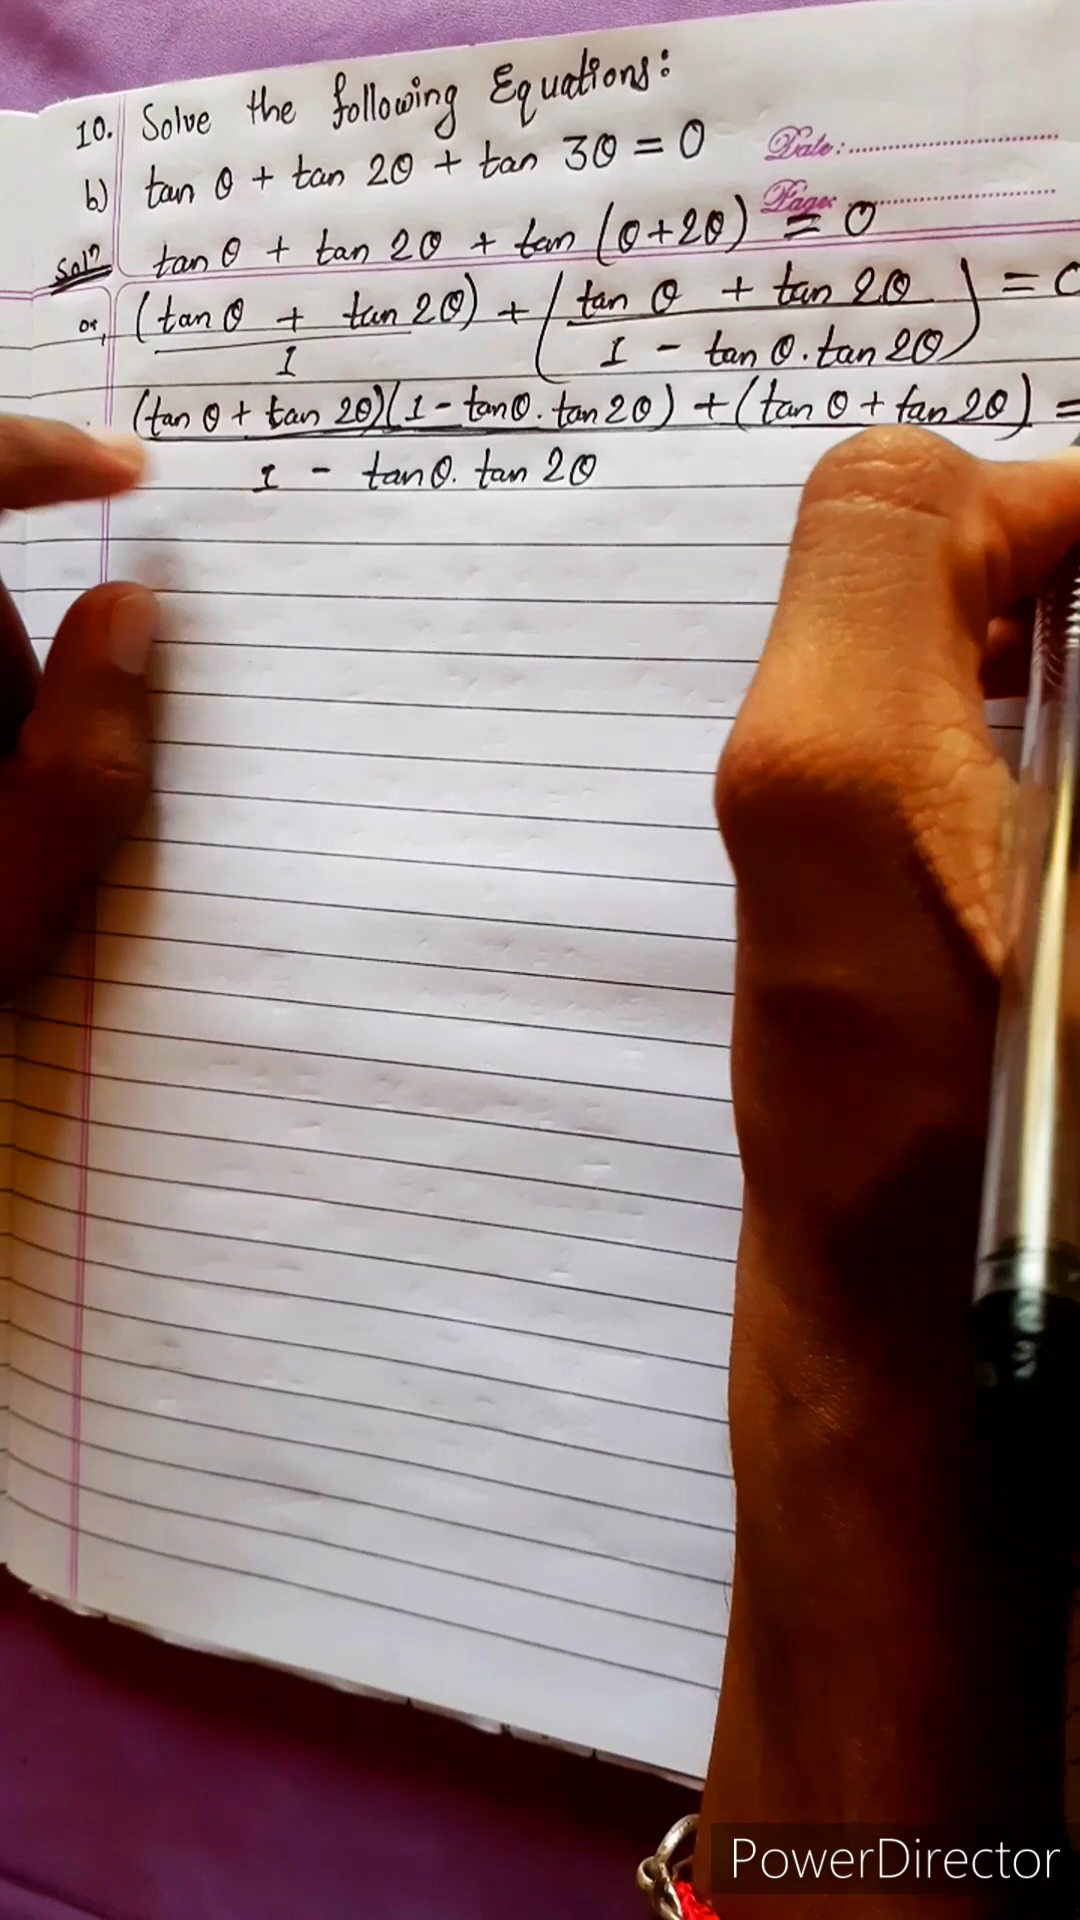 10. Solve the following Equations:
b) tan θ + tan 2θ + tan 3θ = 0
Date:
Page:
Solⁿ tan θ + tan 2θ + tan (θ+2θ) = 0
or, (tan θ + tan 2θ) / 1 + ( tan θ + tan 2θ / 1 - tan θ. tan 2θ ) = 0
(tan θ + tan 2θ)(1 - tan θ. tan 2θ) + (tan θ + tan 2θ) =
1 - tan θ. tan 2θ
PowerDirector